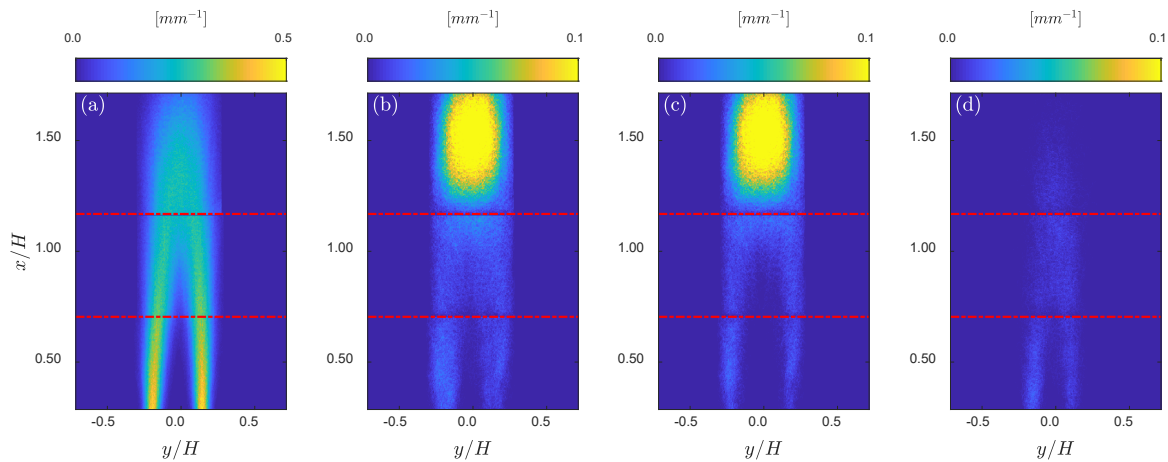 [mm⁻¹] [mm⁻¹] [mm⁻¹] [mm⁻¹]
0.0 0.5 0.0 0.1 0.0 0.1 0.0 0.1
(a) (b) (c) (d)
1.50 1.50 1.50 1.50
x/H
1.00 1.00 1.00 1.00
0.50 0.50 0.50 0.50
-0.5 0.0 0.5 -0.5 0.0 0.5 -0.5 0.0 0.5 -0.5 0.0 0.5
y/H y/H y/H y/H